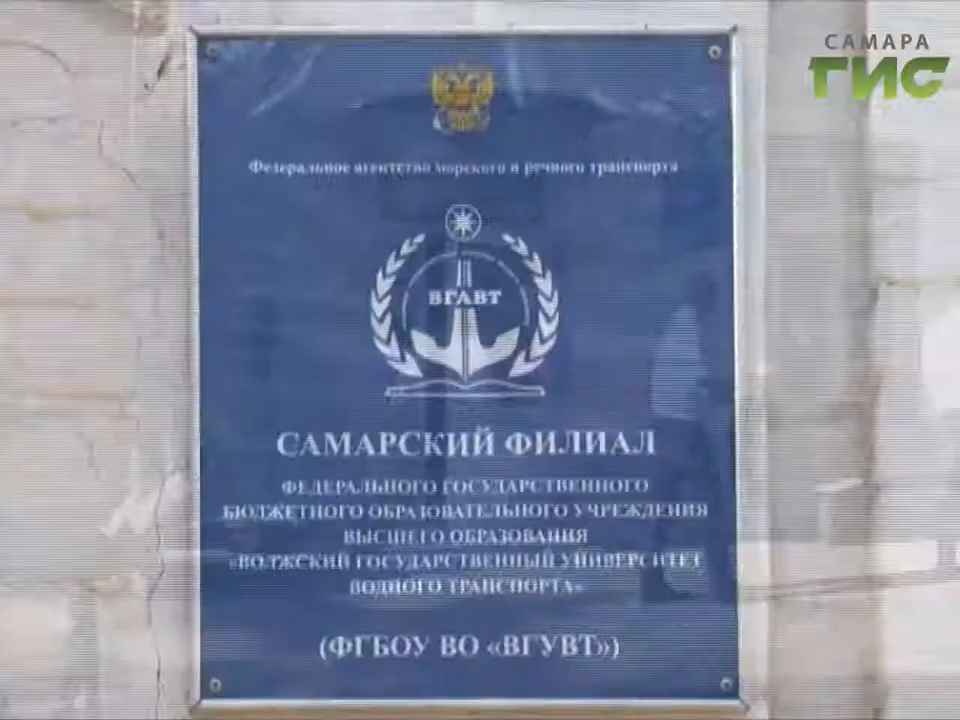 САМАРА
ГИС
Федеральное агентство морского и речного транспорта
ВГАВТ
САМАРСКИЙ ФИЛИАЛ
ФЕДЕРАЛЬНОГО ГОСУДАРСТВЕННОГО
БЮДЖЕТНОГО ОБРАЗОВАТЕЛЬНОГО УЧРЕЖДЕНИЯ
ВЫСШЕГО ОБРАЗОВАНИЯ
«ВОЛЖСКИЙ ГОСУДАРСТВЕННЫЙ УНИВЕРСИТЕТ
ВОДНОГО ТРАНСПОРТА»
(ФГБОУ ВО «ВГУВТ»)